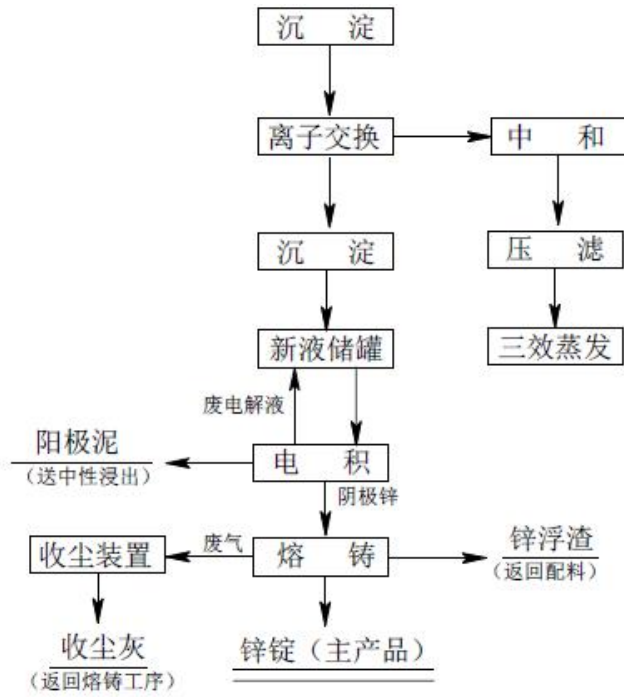 沉 淀
离子交换
中 和
沉 淀
压 滤
新液储罐
三效蒸发
废电解液
阳极泥
（送中性浸出）
电 积
阴极锌
收尘装置
废气
熔 铸
锌浮渣
（返回配料）
收尘灰
（返回熔铸工序）
锌锭（主产品）